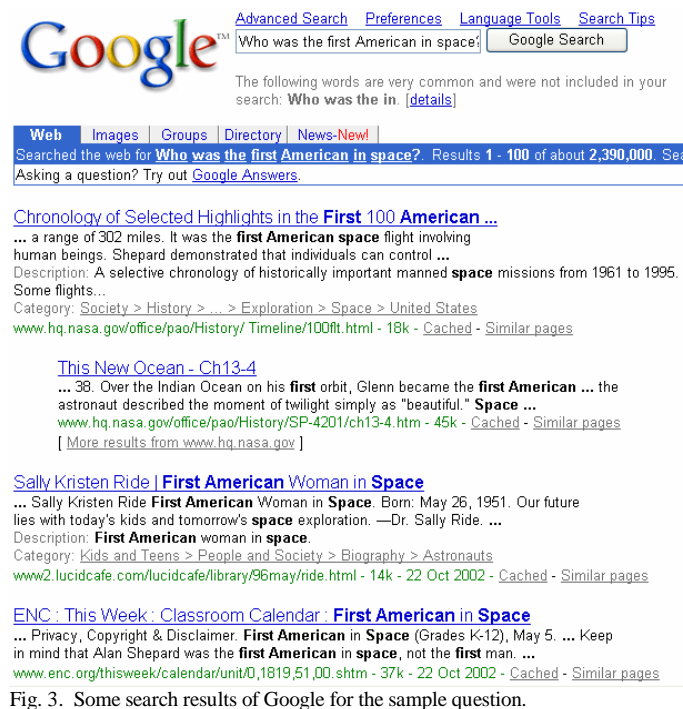 Google™
Advanced Search Preferences Language Tools Search Tips
Who was the first American in space? Google Search
The following words are very common and were not included in your
search: Who was the in. [details]
Web Images Groups Directory News-New!
Searched the web for Who was the first American in space?. Results 1 - 100 of about 2,390,000. Sea
Asking a question? Try out Google Answers.
Chronology of Selected Highlights in the First 100 American ...
... a range of 302 miles. It was the first American space flight involving
human beings. Shepard demonstrated that individuals can control ...
Description: A selective chronology of historically important manned space missions from 1961 to 1995.
Some flights...
Category: Society > History > ... > Exploration > Space > United States
www.hq.nasa.gov/office/pao/History/ Timeline/100flt.html - 18k - Cached - Similar pages
This New Ocean - Ch13-4
... 38. Over the Indian Ocean on his first orbit, Glenn became the first American ... the
astronaut described the moment of twilight simply as "beautiful." Space ...
www.hq.nasa.gov/office/pao/History/SP-4201/ch13-4.htm - 45k - Cached - Similar pages
[ More results from www.hq.nasa.gov ]
Sally Kristen Ride | First American Woman in Space
... Sally Kristen Ride First American Woman in Space. Born: May 26, 1951. Our future
lies with today's kids and tomorrow's space exploration. —Dr. Sally Ride. ...
Description: First American woman in space.
Category: Kids and Teens > People and Society > Biography > Astronauts
www2.lucidcafe.com/lucidcafe/library/96may/ride.html - 14k - 22 Oct 2002 - Cached - Similar pages
ENC : This Week : Classroom Calendar : First American in Space
... Privacy, Copyright & Disclaimer. First American in Space (Grades K-12), May 5. ... Keep
in mind that Alan Shepard was the first American in space, not the first man. ...
www.enc.org/thisweek/calendar/unit/0,1819,51,00.shtm - 37k - 22 Oct 2002 - Cached - Similar pages
Fig. 3. Some search results of Google for the sample question.